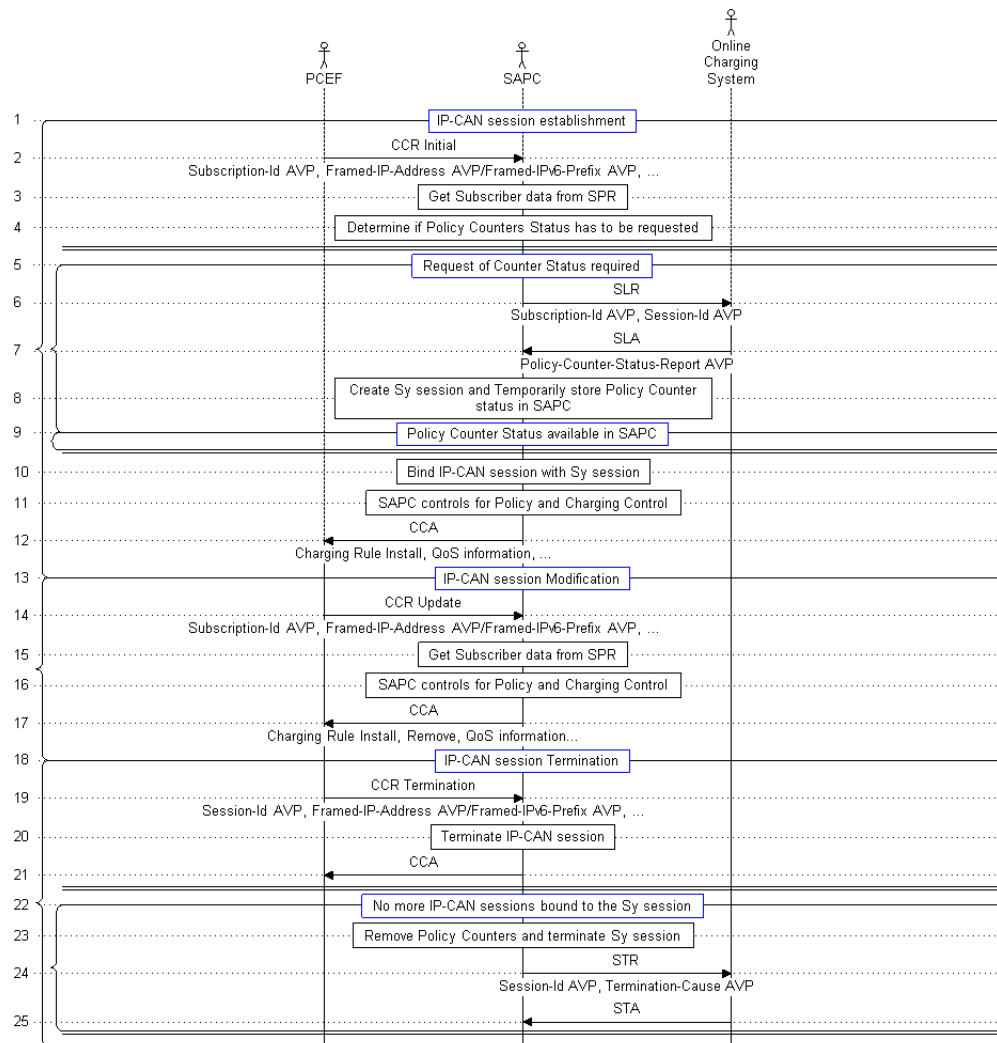 Online
Charging
System
PCEF
SAPC
1
IP-CAN session establishment
CCR Initial
2
Subscription-Id AVP, Framed-IP-Address AVP/Framed-IPv6-Prefix AVP, ...
3
Get Subscriber data from SPR
4
Determine if Policy Counters Status has to be requested
5
Request of Counter Status required
SLR
6
Subscription-Id AVP, Session-Id AVP
SLA
7
Policy-Counter-Status-Report AVP
8
Create Sy session and Temporarily store Policy Counter
status in SAPC
9
Policy Counter Status available in SAPC
10
Bind IP-CAN session with Sy session
11
SAPC controls for Policy and Charging Control
CCA
12
Charging Rule Install, QoS information, ...
13
IP-CAN session Modification
CCR Update
14
Subscription-Id AVP, Framed-IP-Address AVP/Framed-IPv6-Prefix AVP, ...
15
Get Subscriber data from SPR
16
SAPC controls for Policy and Charging Control
CCA
17
Charging Rule Install, Remove, QoS information...
18
IP-CAN session Termination
CCR Termination
19
Session-Id AVP, Framed-IP-Address AVP/Framed-IPv6-Prefix AVP, ...
20
Terminate IP-CAN session
CCA
21
22
No more IP-CAN sessions bound to the Sy session
23
Remove Policy Counters and terminate Sy session
STR
24
Session-Id AVP, Termination-Cause AVP
STA
25